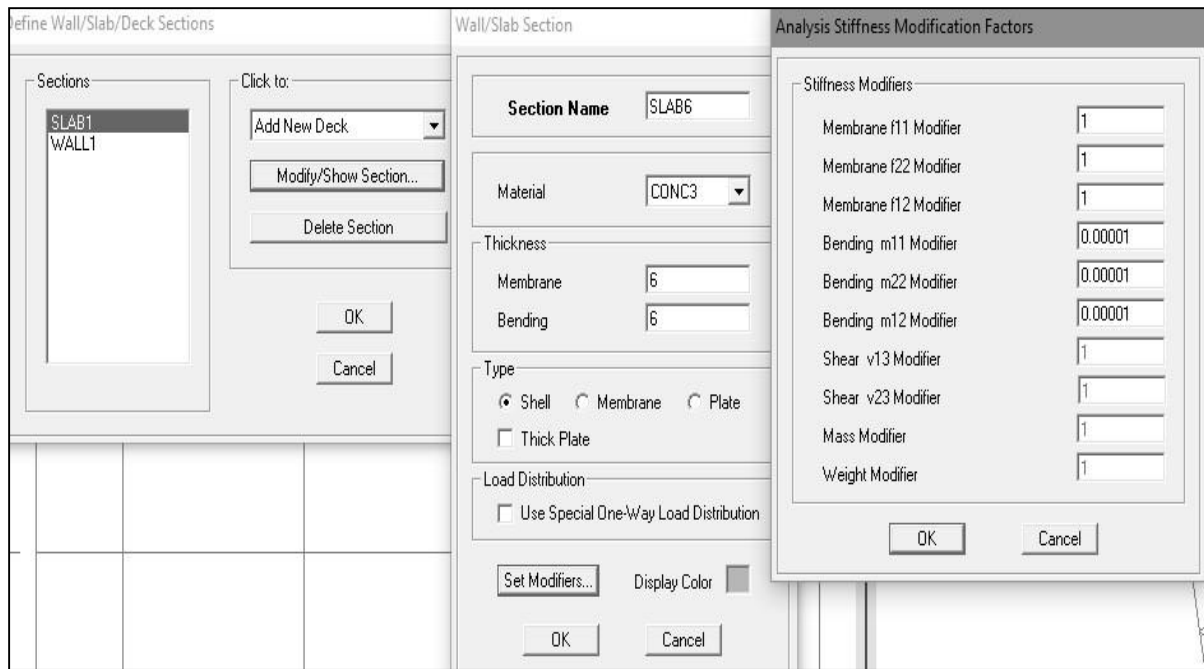 Define Wall/Slab/Deck Sections
Sections
SLAB1
WALL1
Click to:
Add New Deck
Modify/Show Section...
Delete Section
OK
Cancel
Wall/Slab Section
Section Name SLAB6
Material CONC3
Thickness
Membrane 6
Bending 6
Type
Shell Membrane Plate
Thick Plate
Load Distribution
Use Special One-Way Load Distribution
Set Modifiers... Display Color
OK Cancel
Analysis Stiffness Modification Factors
Stiffness Modifiers
Membrane f11 Modifier 1
Membrane f22 Modifier 1
Membrane f12 Modifier 1
Bending m11 Modifier 0.00001
Bending m22 Modifier 0.00001
Bending m12 Modifier 0.00001
Shear v13 Modifier 1
Shear v23 Modifier 1
Mass Modifier 1
Weight Modifier 1
OK Cancel